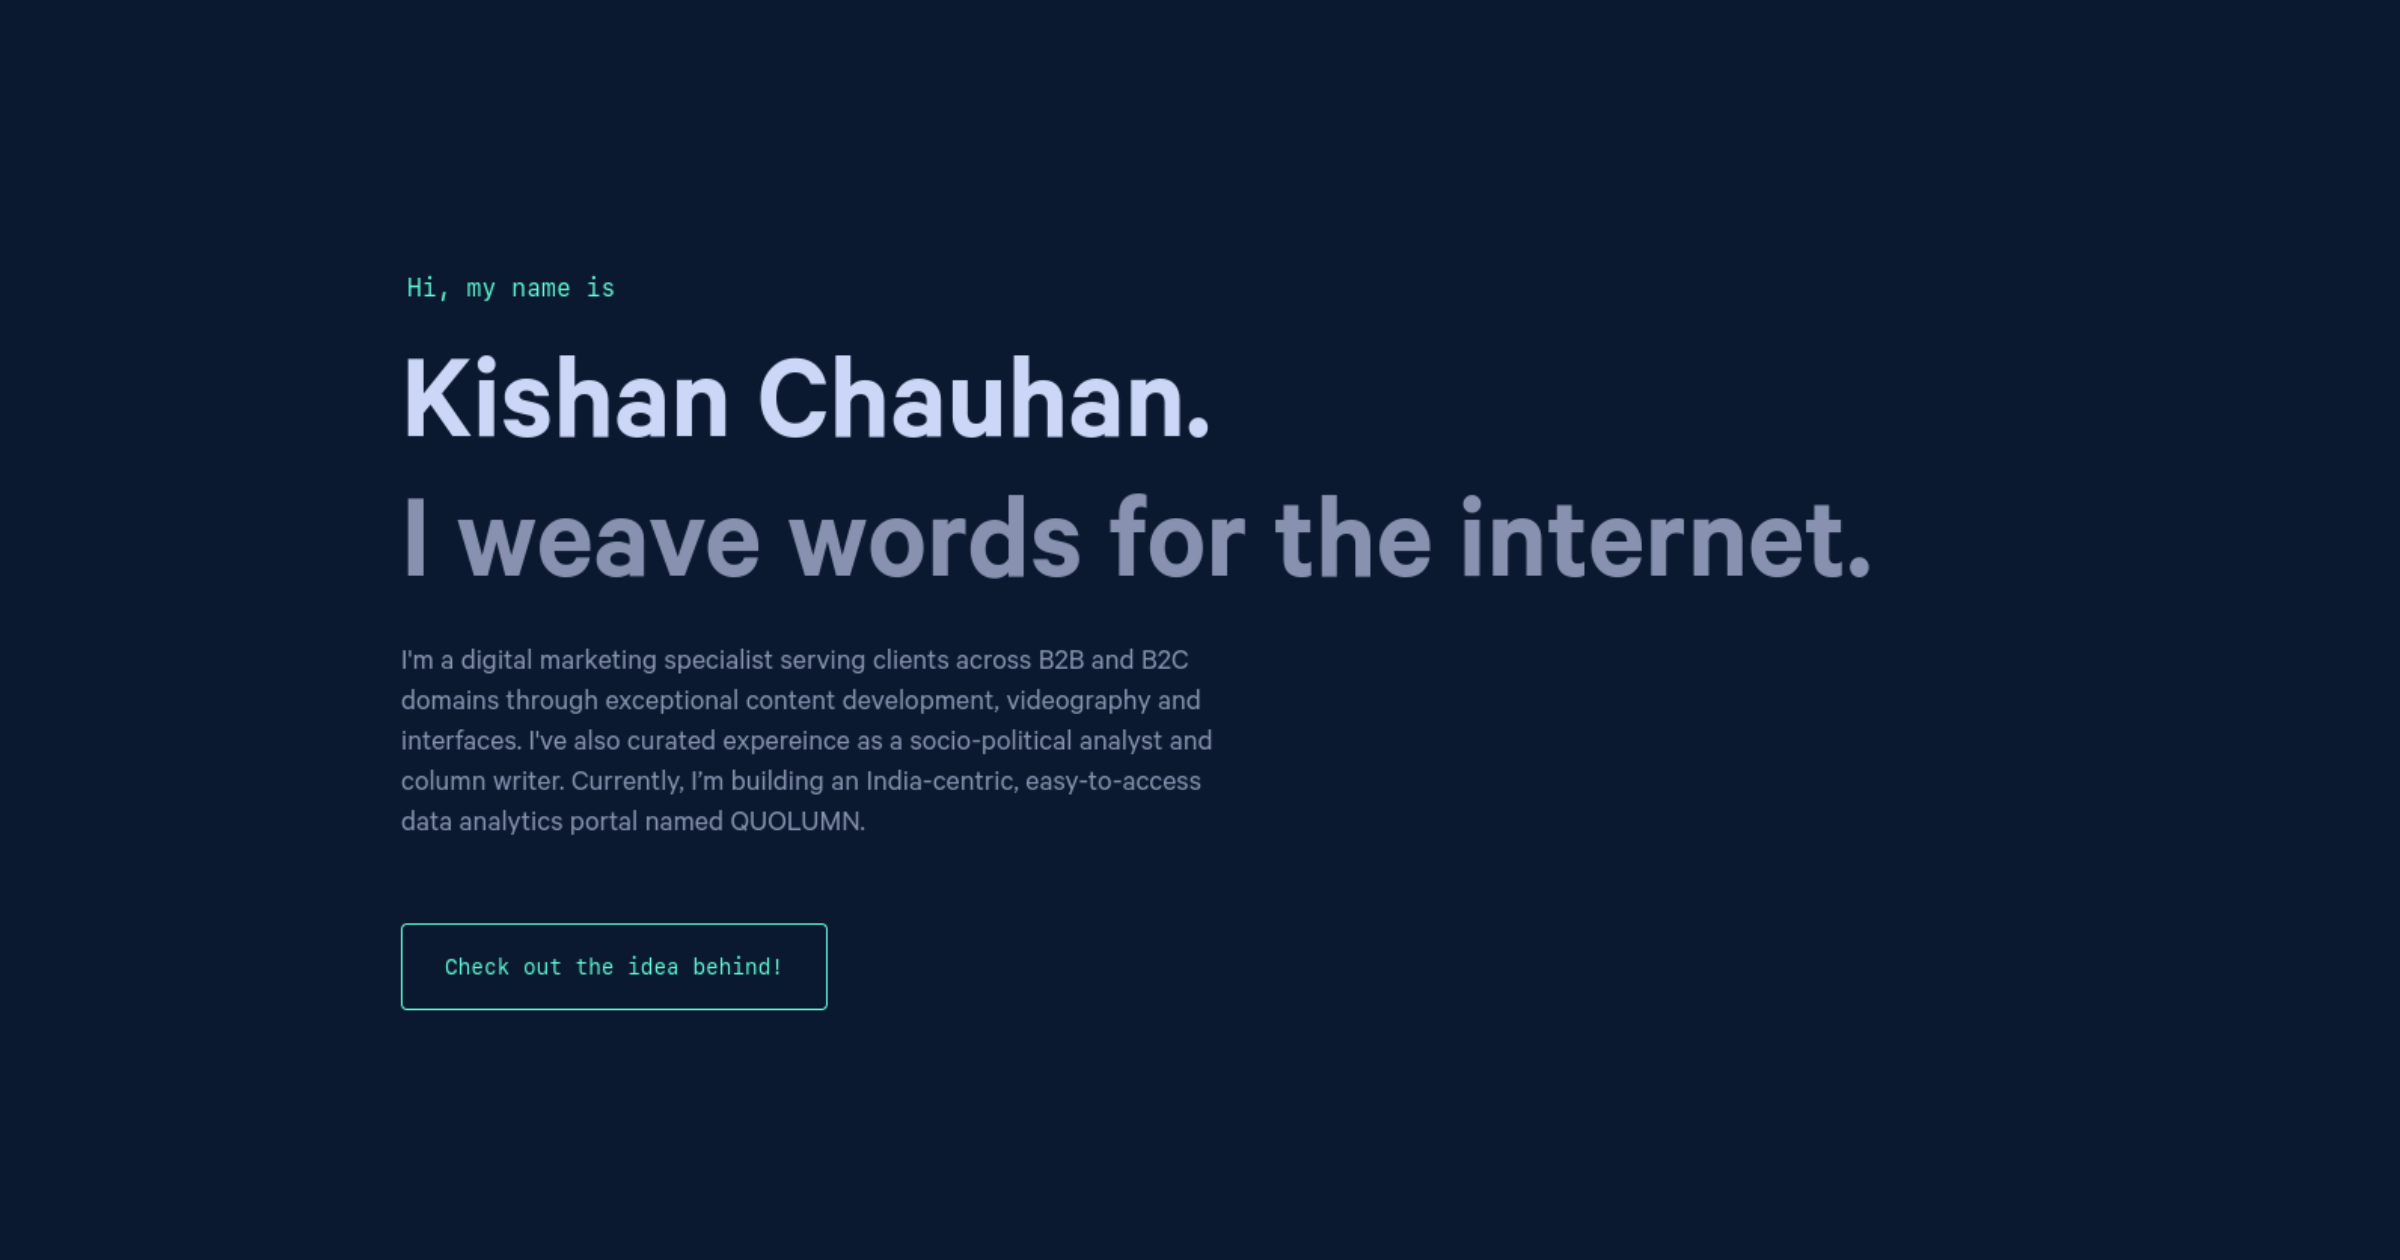 Hi, my name is
Kishan Chauhan.
I weave words for the internet.
I'm a digital marketing specialist serving clients across B2B and B2C
domains through exceptional content development, videography and
interfaces. I've also curated expereince as a socio-political analyst and
column writer. Currently, I’m building an India-centric, easy-to-access
data analytics portal named QUOLUMN.
Check out the idea behind!